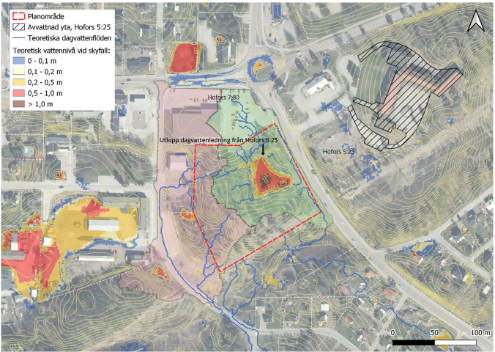 Planområde
Avvattnad yta, Hofors 5:25
Teoretiska dagvattenflöden
Teoretisk vattennivå vid skyfall:
0 - 0,1 m
0,1 - 0,2 m
0,2 - 0,5 m
0,5 - 1,0 m
> 1,0 m
Hofors 7:80
Utlopp dagvattenledning från Hofors 5:25
Hofors 5:25
0 50 100 m